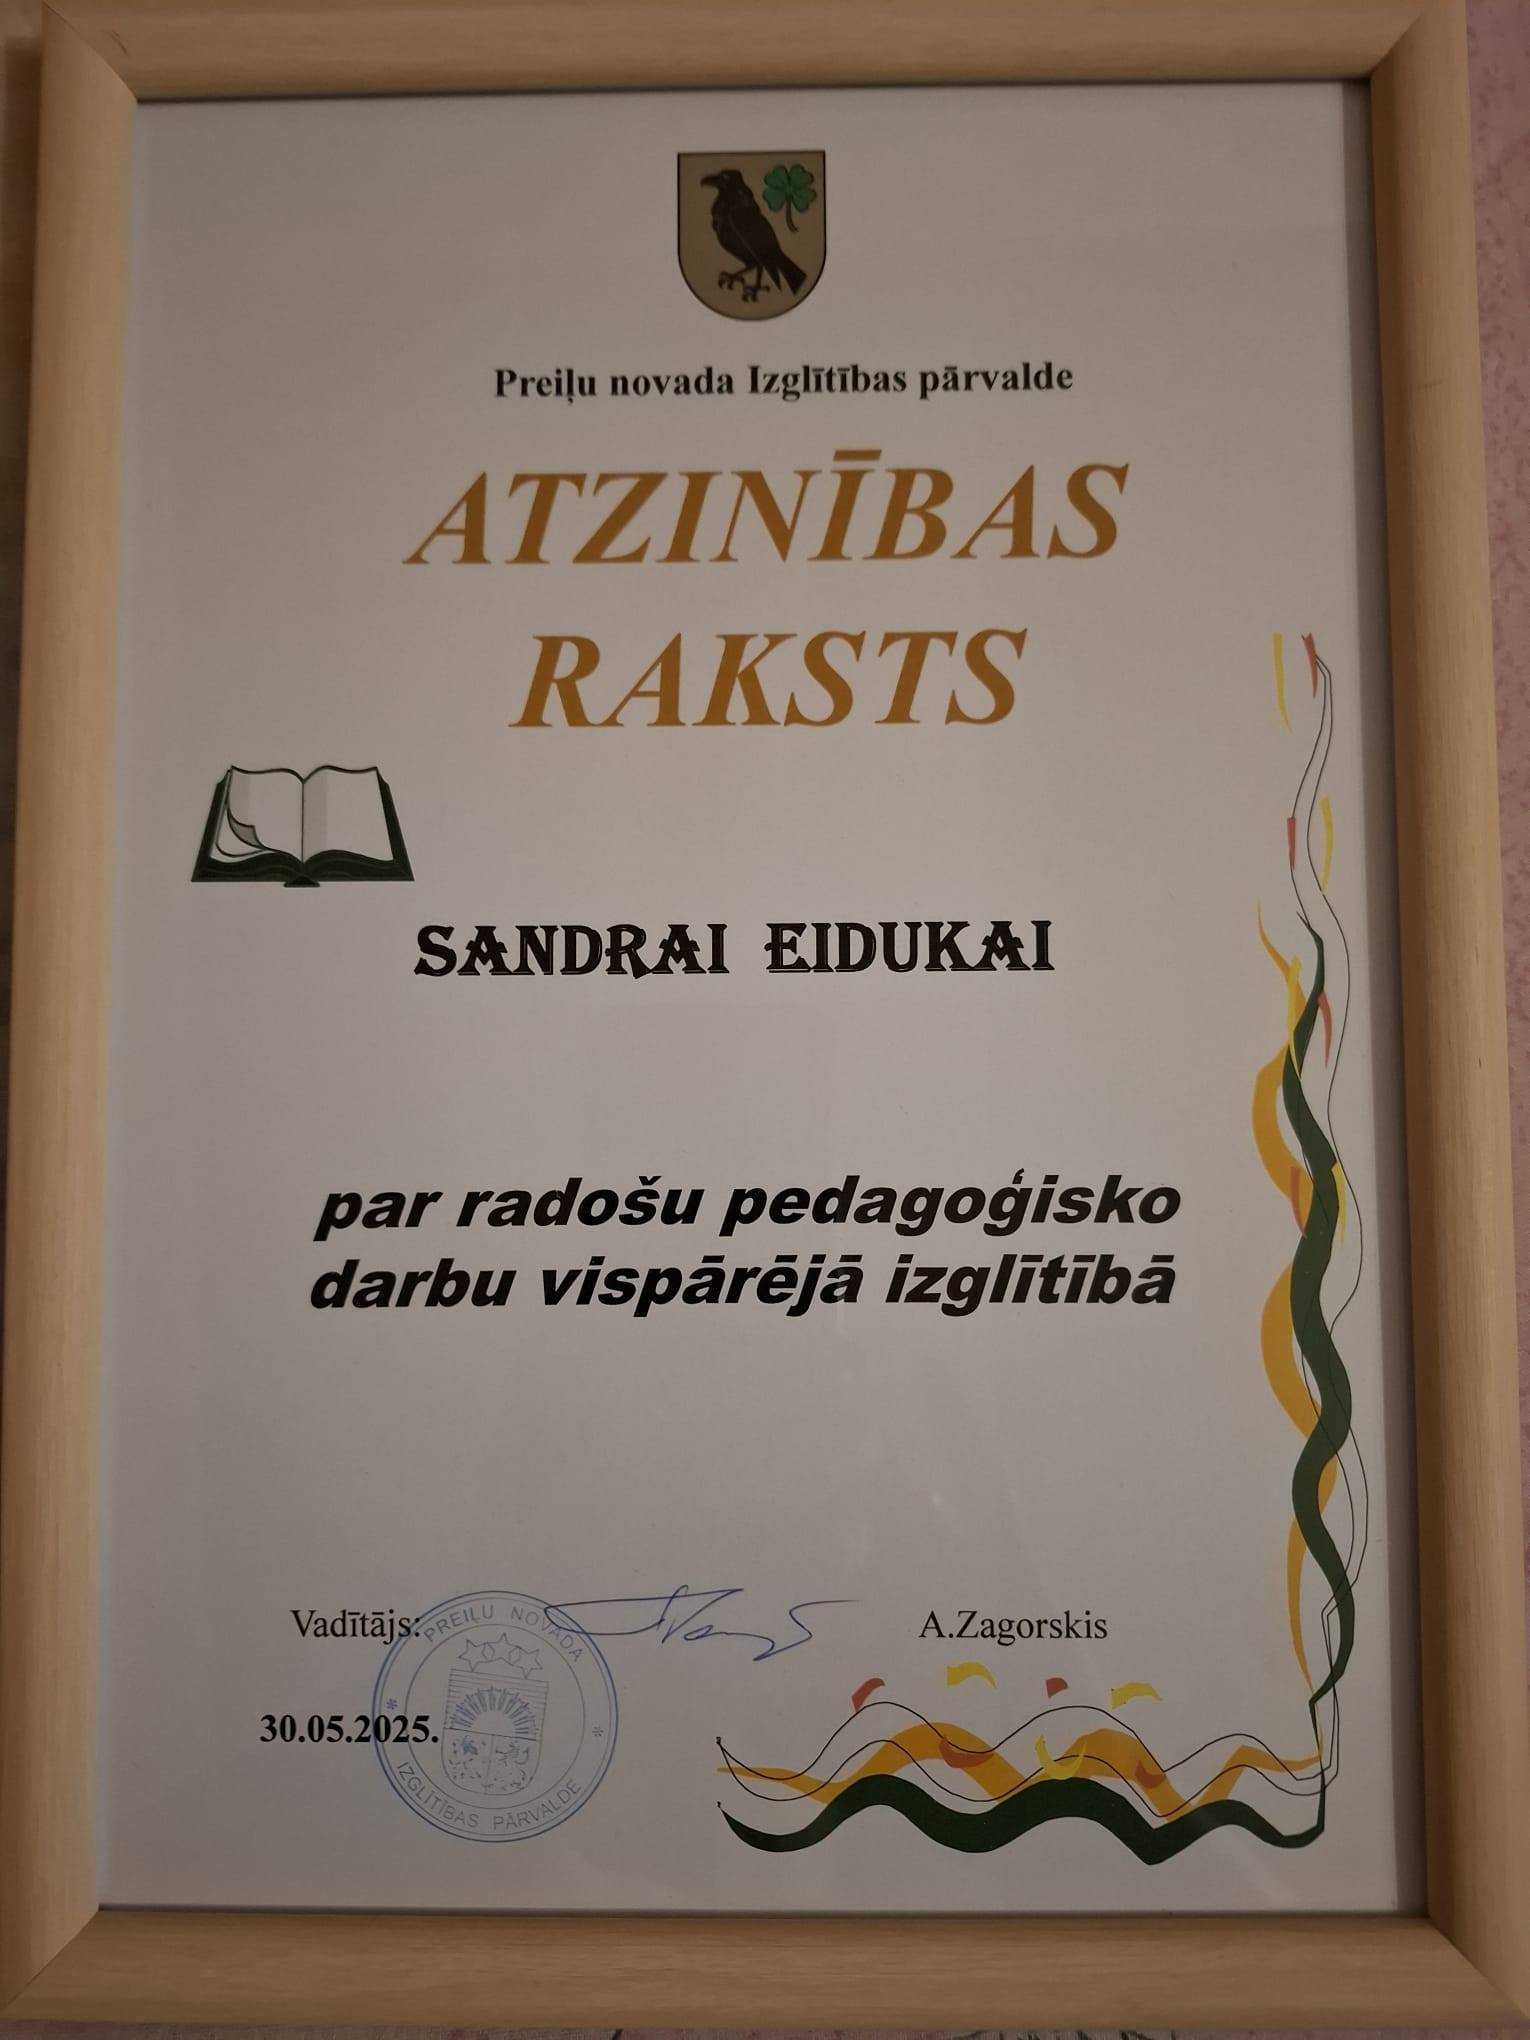 Preiļu novada Izglītības pārvalde
ATZINĪBAS
RAKSTS
SANDRAI EIDUKAI
par radošu pedagoģisko
darbu vispārējā izglītībā
Vadītājs:
A.Zagorskis
30.05.2025.
PREIĻU NOVADA
IZGLĪTĪBAS PĀRVALDE